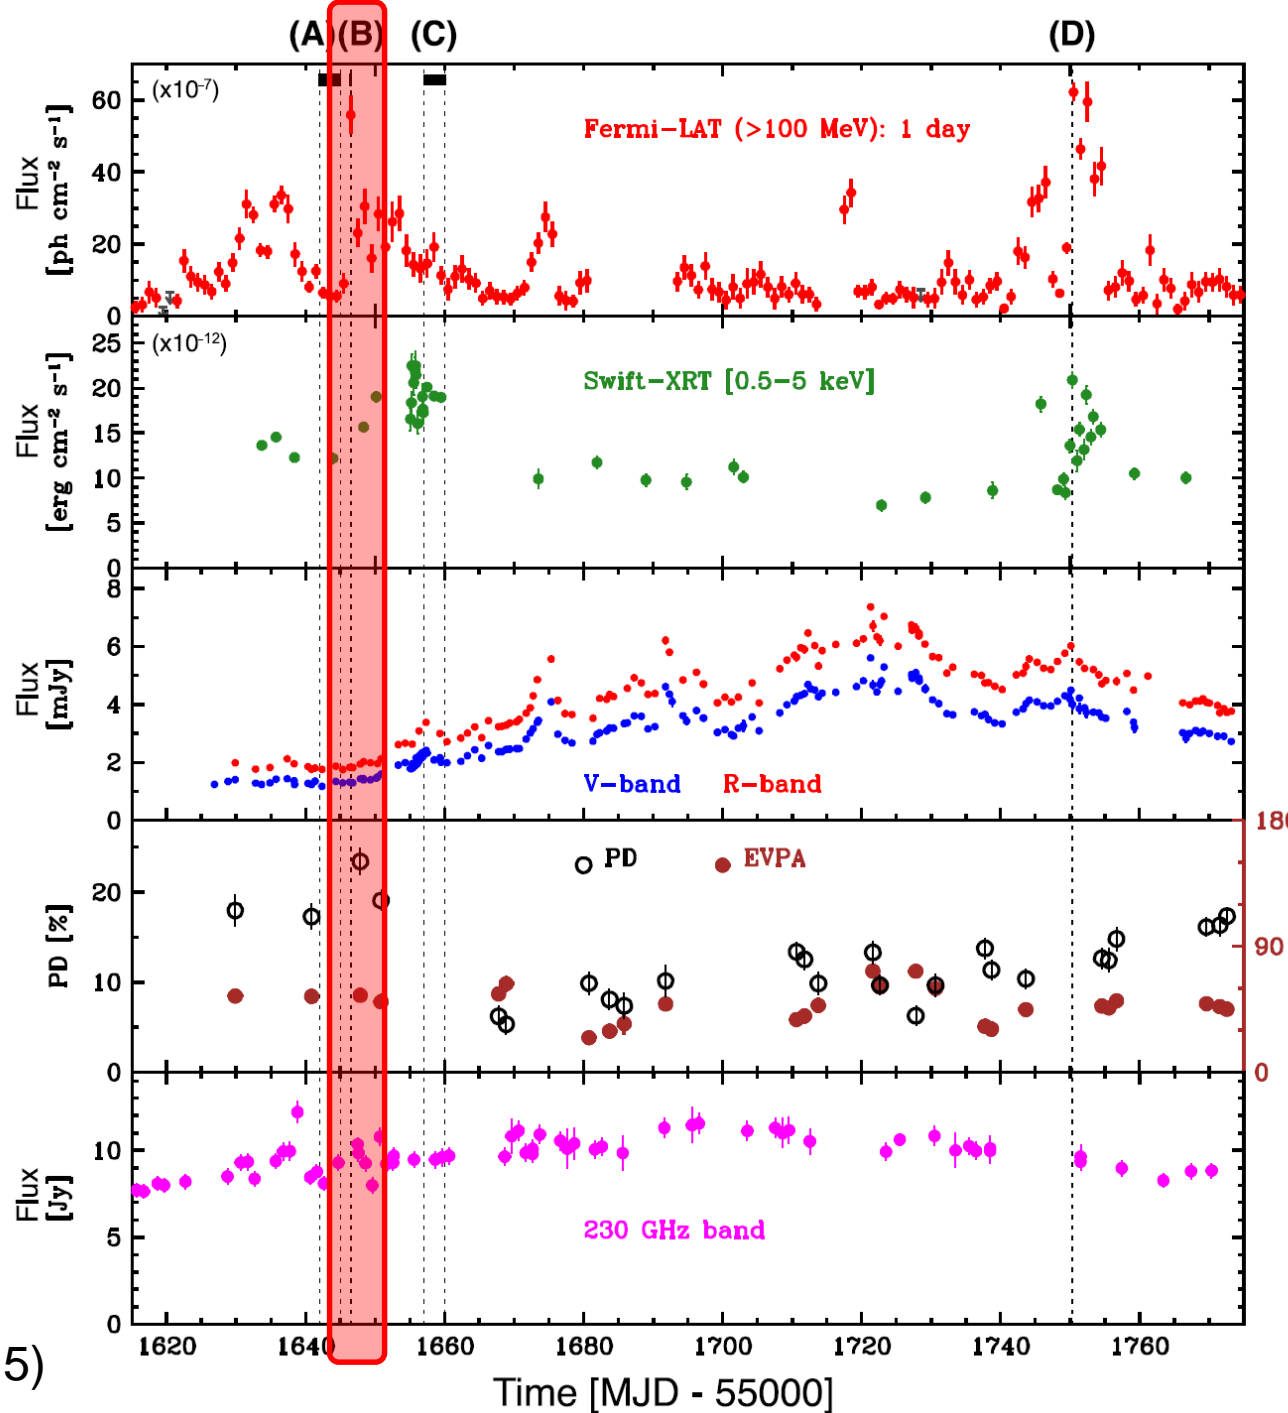 (A) (B) (C) (D)
(x10⁻⁷)
Fermi-LAT (>100 MeV): 1 day
Flux
[ph cm⁻² s⁻¹]
60
40
20
0
(x10⁻¹²)
Swift-XRT [0.5-5 keV]
Flux
[erg cm⁻² s⁻¹]
25
20
15
10
5
0
Flux
[mJy]
8
6
4
2
0
V-band R-band
PD EVPA
PD [%]
20
10
0
180
90
0
Flux
[Jy]
10
5
0
230 GHz band
1620 1640 1660 1680 1700 1720 1740 1760
5)
Time [MJD - 55000]